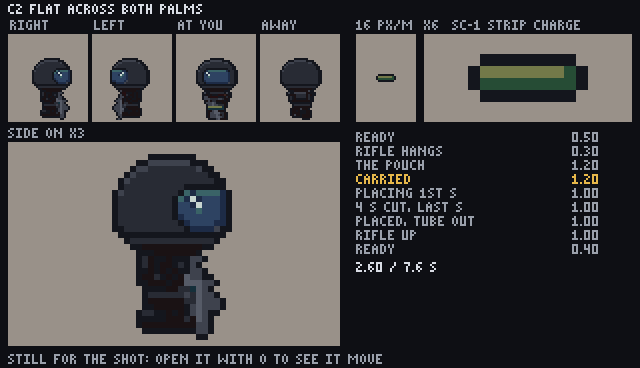 C2 FLAT ACROSS BOTH PALMS
RIGHT LEFT AT YOU AWAY 16 PX/M X6 SC-1 STRIP CHARGE
SIDE ON X3
READY 0.50
RIFLE HANGS 0.30
THE POUCH 1.20
CARRIED 1.20
PLACING 1ST S 1.00
4 S CUT, LAST S 1.00
PLACED, TUBE OUT 1.00
RIFLE UP 1.00
READY 0.40
2.60 / 7.6 S
STILL FOR THE SHOT: OPEN IT WITH O TO SEE IT MOVE